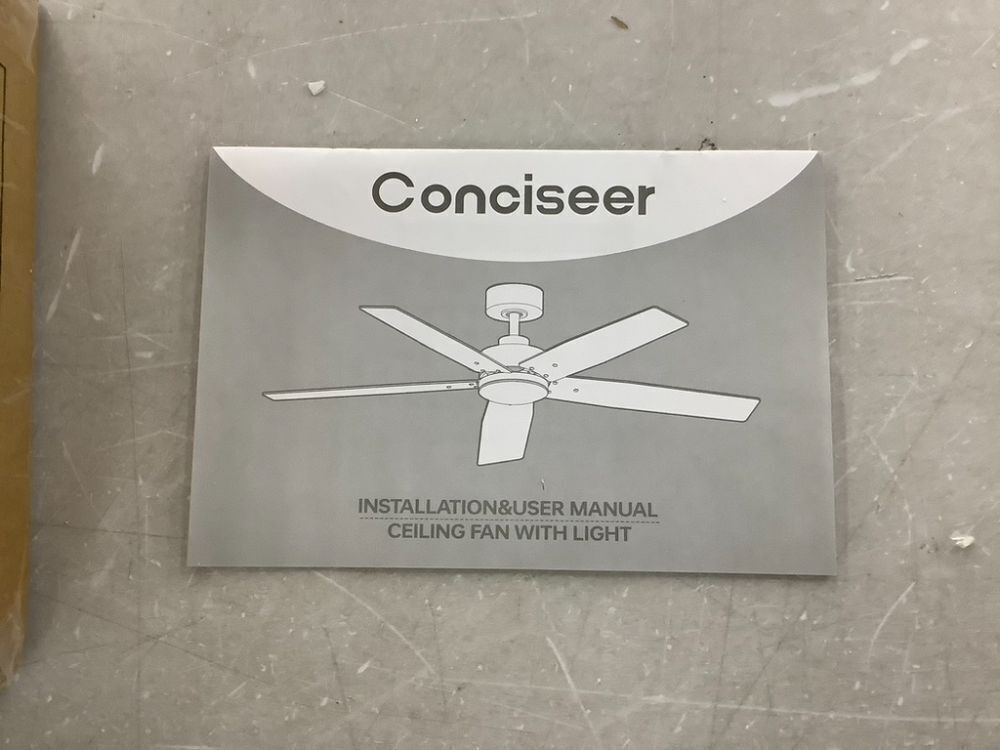 Conciseer
INSTALLATION&USER MANUAL
CEILING FAN WITH LIGHT